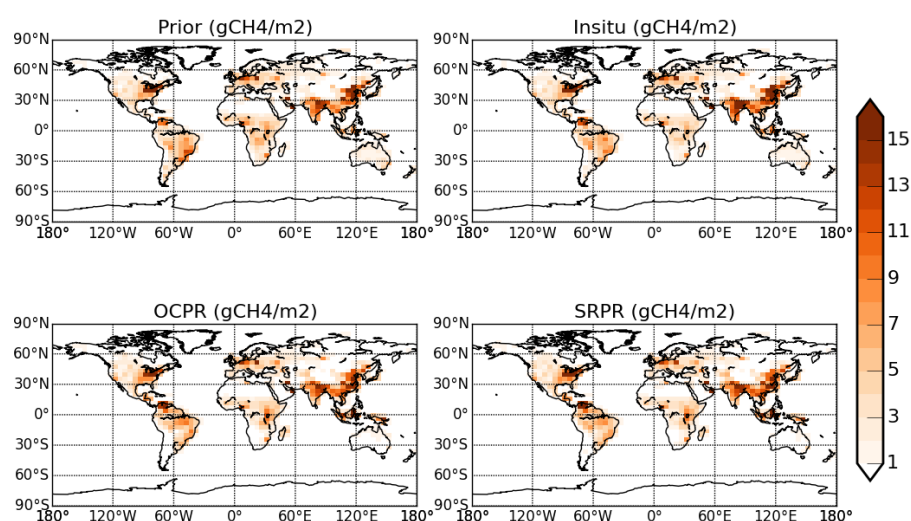 Prior (gCH4/m2)
Insitu (gCH4/m2)
90°N
60°N
30°N
0°
30°S
60°S
90°S
180° 120°W 60°W 0° 60°E 120°E 180°
90°N
60°N
30°N
0°
30°S
60°S
90°S
180° 120°W 60°W 0° 60°E 120°E 180°
15
13
11
9
7
5
3
1
OCPR (gCH4/m2)
SRPR (gCH4/m2)
90°N
60°N
30°N
0°
30°S
60°S
90°S
180° 120°W 60°W 0° 60°E 120°E 180°
90°N
60°N
30°N
0°
30°S
60°S
90°S
180° 120°W 60°W 0° 60°E 120°E 180°